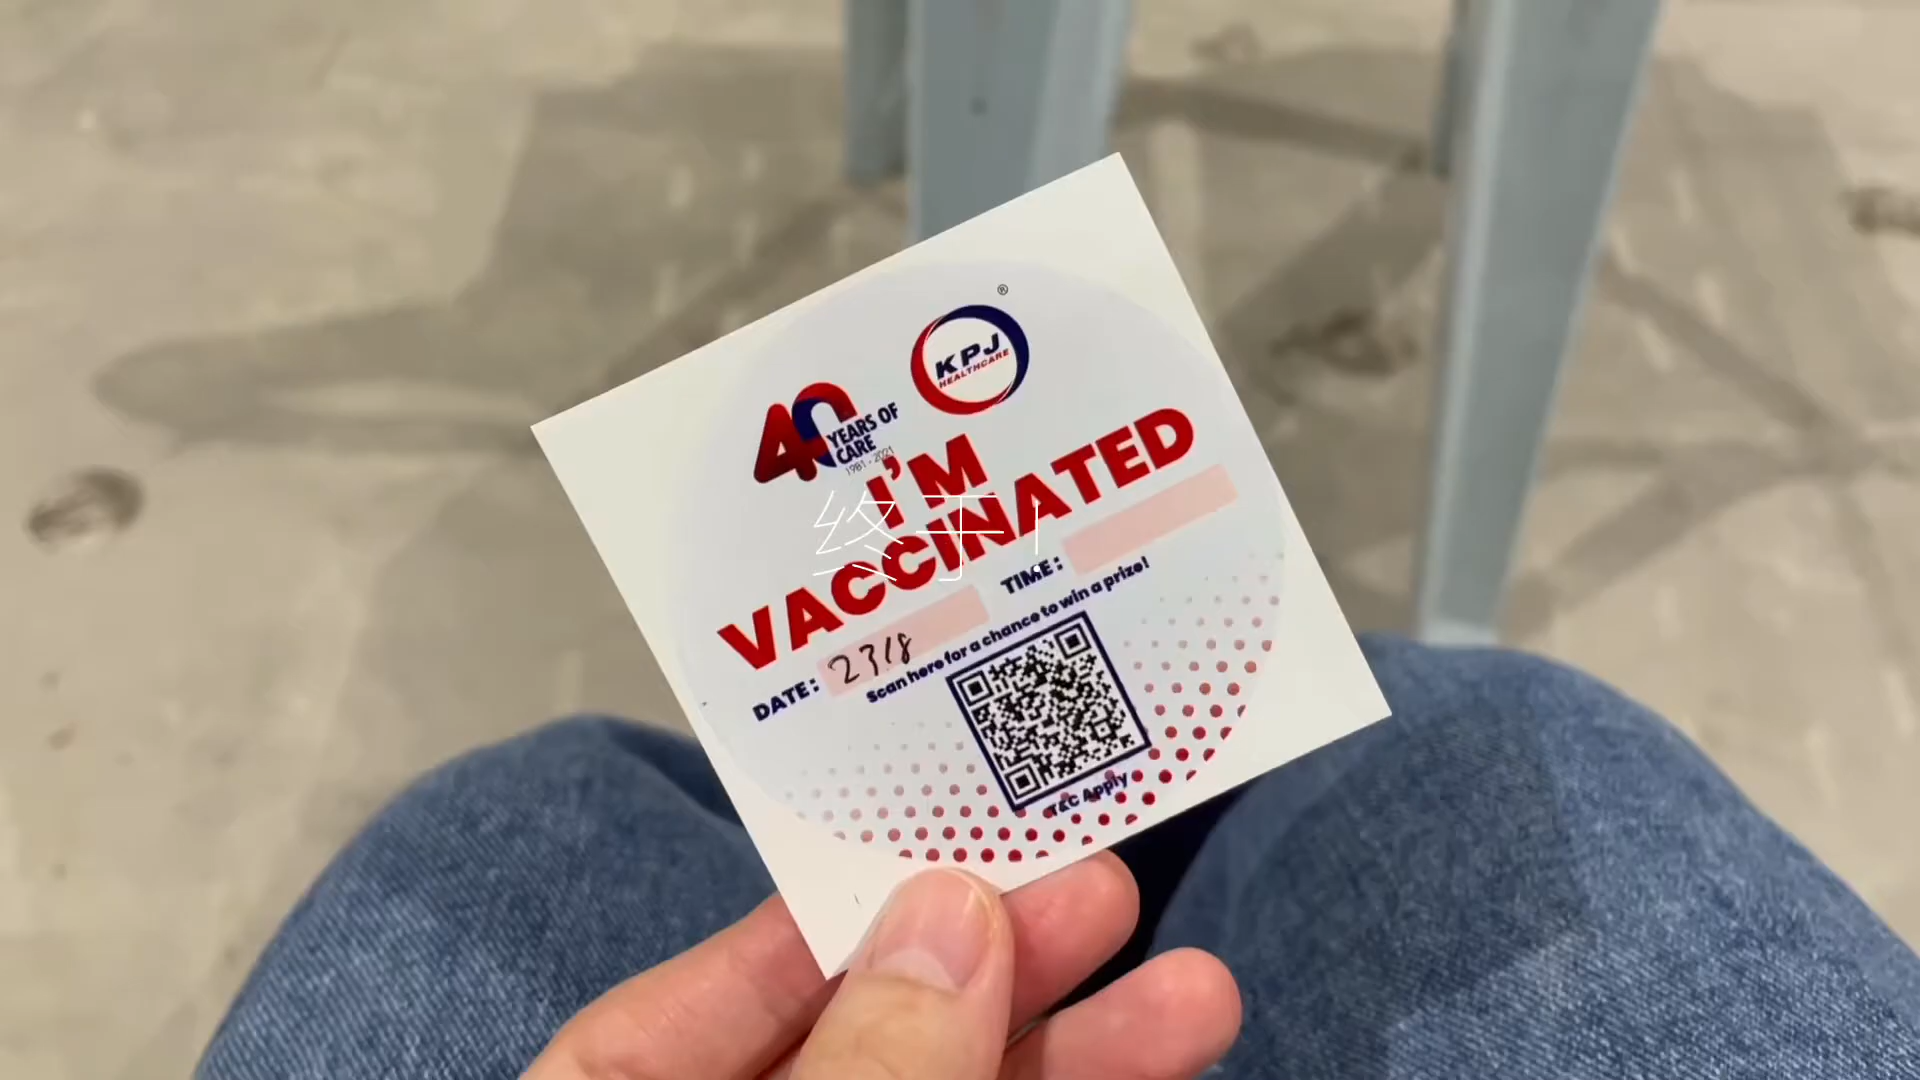 ®
KPJ
HEALTHCARE
40 YEARS OF
CARE
1981 - 2021
I'M
VACCINATED
终于!
DATE: 23/8
TIME:
Scan here for a chance to win a prize!
T&C Apply